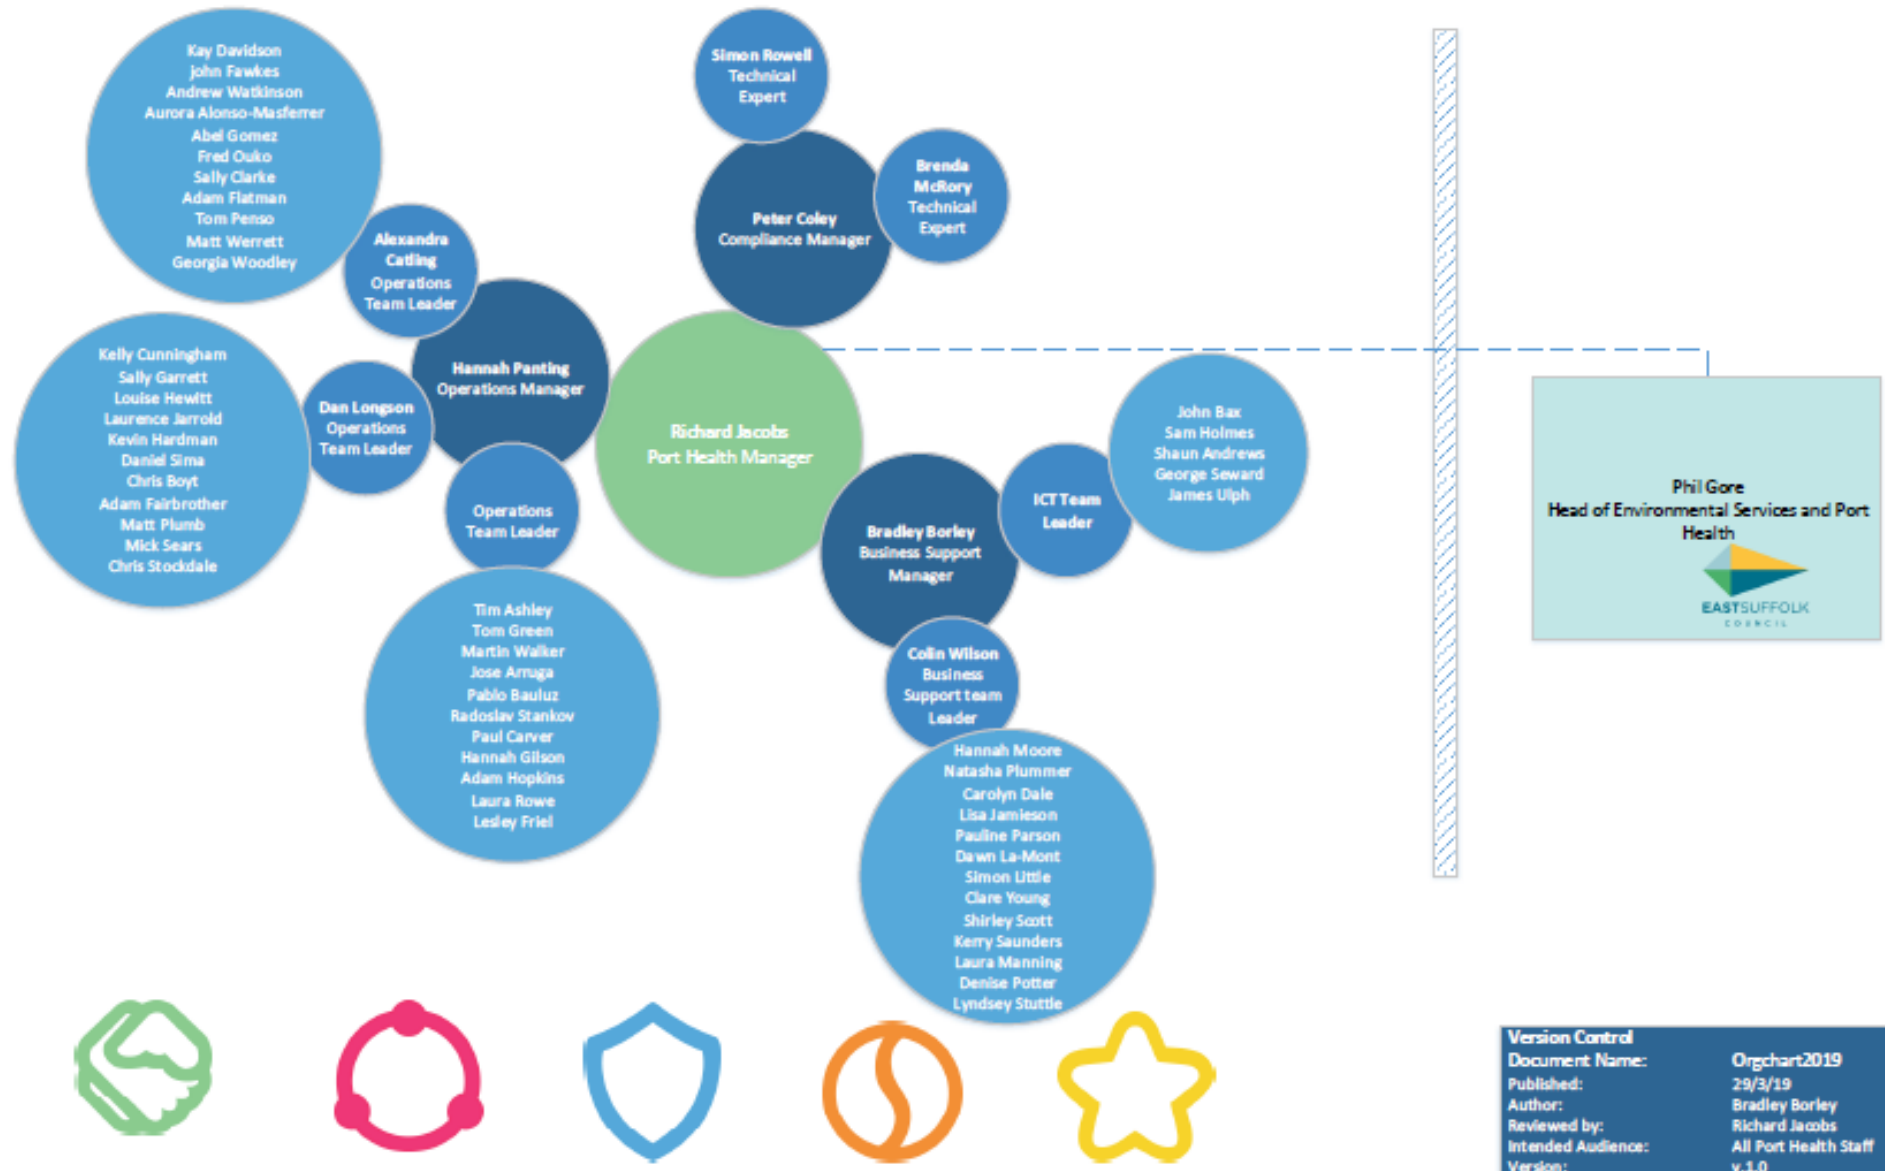 Kay Davidson
John Fawkes
Andrew Watkinson
Aurora Alonso-Masferrer
Abel Gomez
Fred Ouko
Sally Clarke
Adam Flatman
Tom Penso
Matt Werrett
Georgia Woodley
Simon Rowell
Technical
Expert
Brenda
McRory
Technical
Expert
Peter Coley
Compliance Manager
Alexandra
Catling
Operations
Team Leader
Hannah Panting
Operations Manager
Kelly Cunningham
Sally Garrett
Louise Hewitt
Laurence Jarrold
Kevin Hardman
Daniel Sima
Chris Boyt
Adam Fairbrother
Matt Plumb
Mick Sears
Chris Stockdale
Dan Longson
Operations
Team Leader
Richard Jacobs
Port Health Manager
Operations
Team Leader
Tim Ashley
Tom Green
Martin Walker
Jose Arruga
Pablo Bauluz
Radoslav Stankov
Paul Carver
Hannah Gilson
Adam Hopkins
Laura Rowe
Lesley Friel
Bradley Borley
Business Support
Manager
ICT Team
Leader
John Bax
Sam Holmes
Shaun Andrews
George Seward
James Ulph
Colin Wilson
Business
Support team
Leader
Hannah Moore
Natasha Plummer
Carolyn Dale
Lisa Jamieson
Pauline Parson
Dawn La-Mont
Simon Little
Clare Young
Shirley Scott
Kerry Saunders
Laura Manning
Denise Potter
Lyndsey Stuttle
Phil Gore
Head of Environmental Services and Port
Health
EASTSUFFOLK
COUNCIL
Version Control
Document Name: Orgchart2019
Published: 29/3/19
Author: Bradley Borley
Reviewed by: Richard Jacobs
Intended Audience: All Port Health Staff
Version: v.1.0